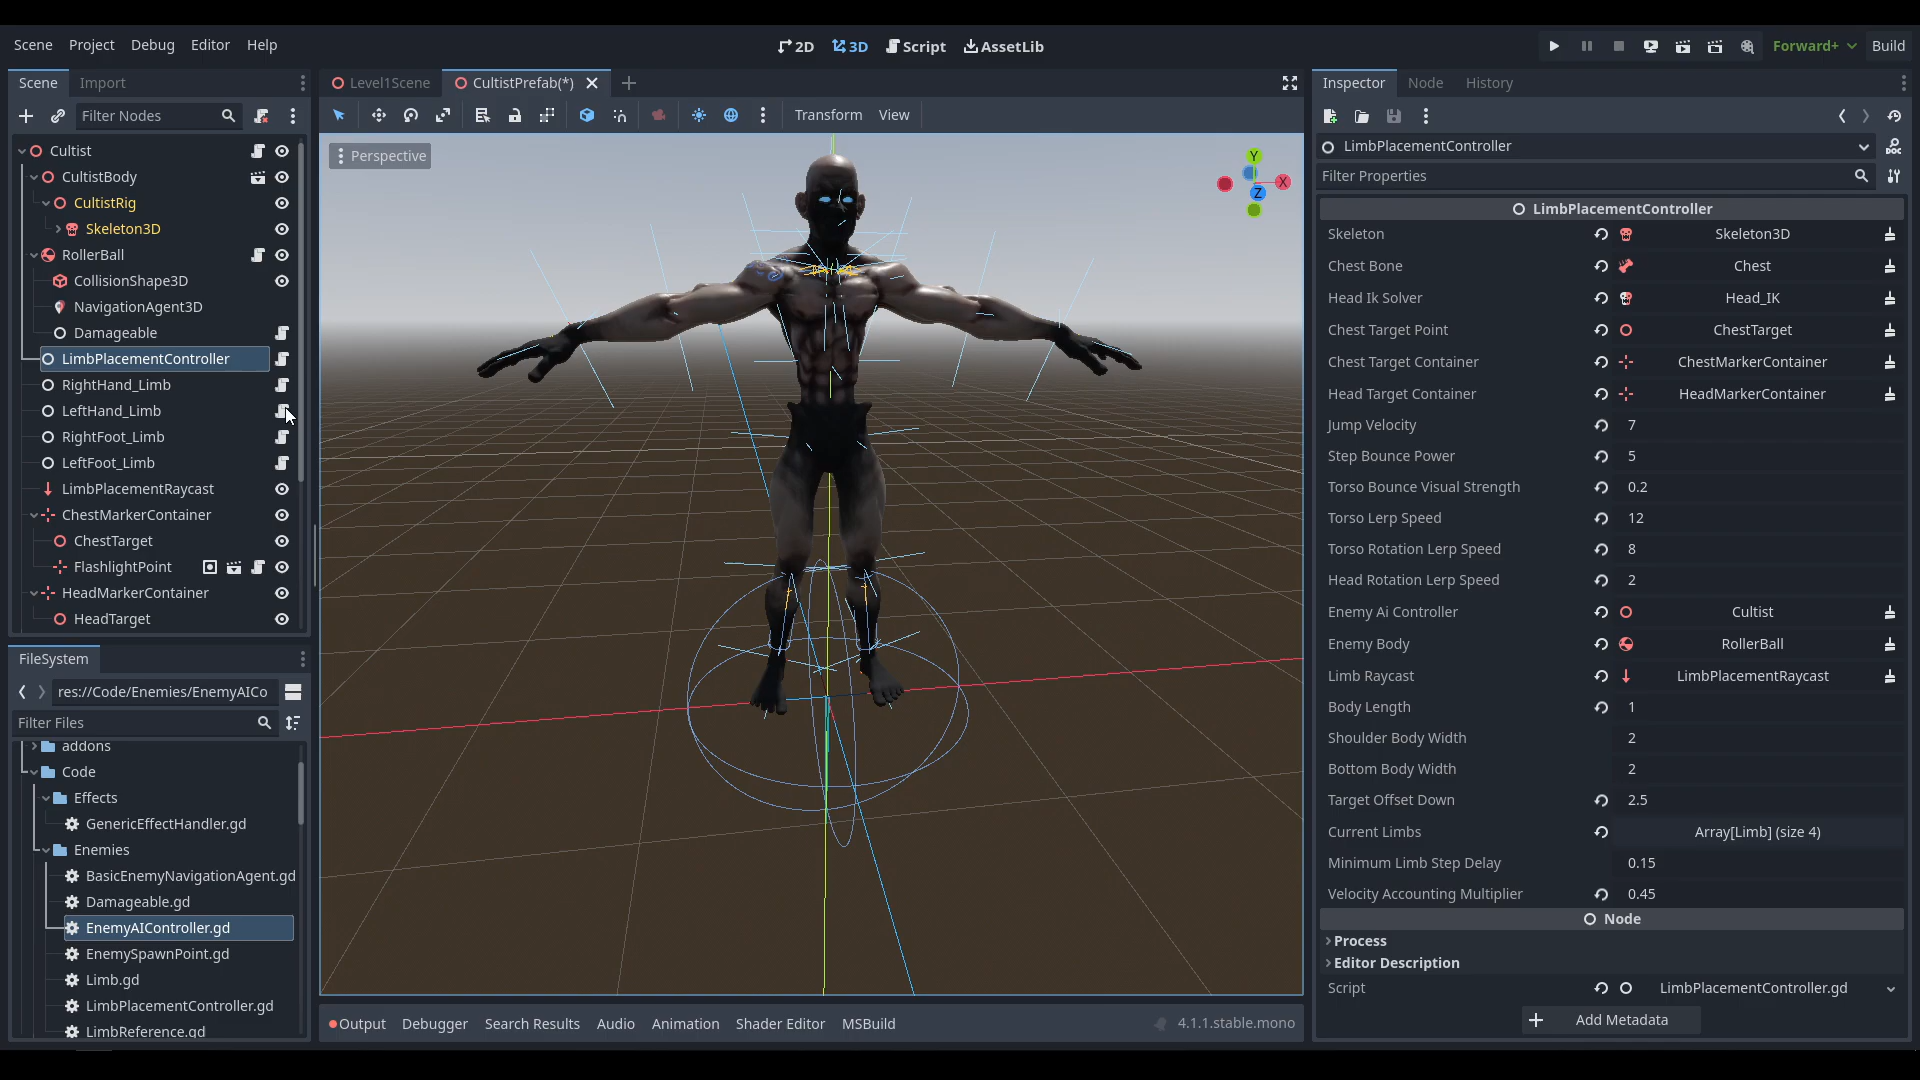 Scene Project Debug Editor Help
2D 3D Script AssetLib
Forward+ Build
Scene Import
Filter Nodes
Cultist
CultistBody
CultistRig
Skeleton3D
RollerBall
CollisionShape3D
NavigationAgent3D
Damageable
LimbPlacementController
RightHand_Limb
LeftHand_Limb
RightFoot_Limb
LeftFoot_Limb
LimbPlacementRaycast
ChestMarkerContainer
ChestTarget
FlashlightPoint
HeadMarkerContainer
HeadTarget
FileSystem
res://Code/Enemies/EnemyAICo
Filter Files
addons
Code
Effects
GenericEffectHandler.gd
Enemies
BasicEnemyNavigationAgent.gd
Damageable.gd
EnemyAIController.gd
EnemySpawnPoint.gd
Limb.gd
LimbPlacementController.gd
LimbReference.gd
Level1Scene CultistPrefab(*)
Transform View
Perspective
Y
X
Z
Output Debugger Search Results Audio Animation Shader Editor MSBuild 4.1.1.stable.mono
Inspector Node History
LimbPlacementController
Filter Properties
LimbPlacementController
Skeleton Skeleton3D
Chest Bone Chest
Head Ik Solver Head_IK
Chest Target Point ChestTarget
Chest Target Container ChestMarkerContainer
Head Target Container HeadMarkerContainer
Jump Velocity 7
Step Bounce Power 5
Torso Bounce Visual Strength 0.2
Torso Lerp Speed 12
Torso Rotation Lerp Speed 8
Head Rotation Lerp Speed 2
Enemy Ai Controller Cultist
Enemy Body RollerBall
Limb Raycast LimbPlacementRaycast
Body Length 1
Shoulder Body Width 2
Bottom Body Width 2
Target Offset Down 2.5
Current Limbs Array[Limb] (size 4)
Minimum Limb Step Delay 0.15
Velocity Accounting Multiplier 0.45
Node
Process
Editor Description
Script LimbPlacementController.gd
Add Metadata